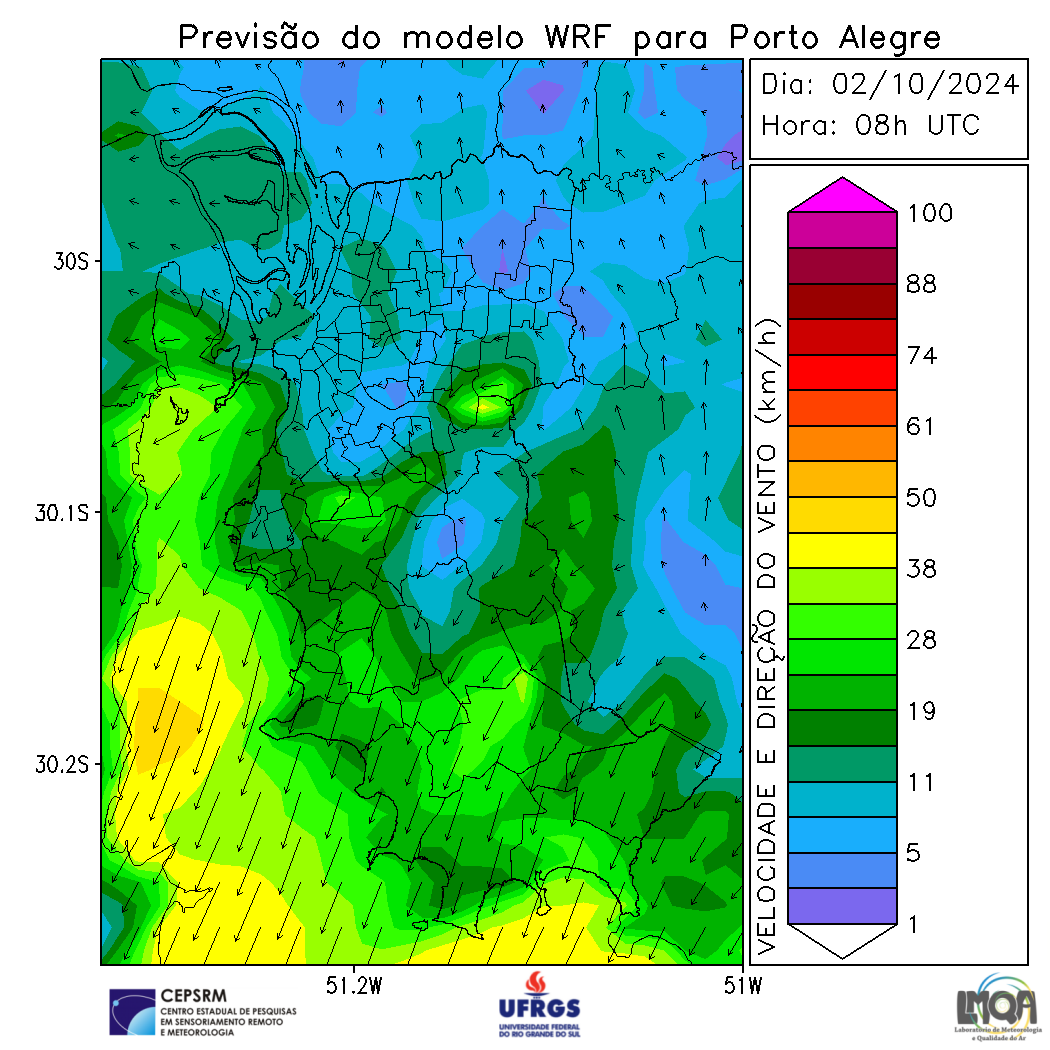 Previsão do modelo WRF para Porto Alegre
Dia: 02/10/2024
Hora: 08h UTC
30S
30.1S
30.2S
51.2W
51W
VELOCIDADE E DIREÇÃO DO VENTO (km/h)
100
88
74
61
50
38
28
19
11
5
1
CEPSRM
CENTRO ESTADUAL DE PESQUISAS
EM SENSORIAMENTO REMOTO
E METEOROLOGIA
UFRGS
UNIVERSIDADE FEDERAL
DO RIO GRANDE DO SUL
LMQA
Laboratório de Meteorologia
e Qualidade do Ar